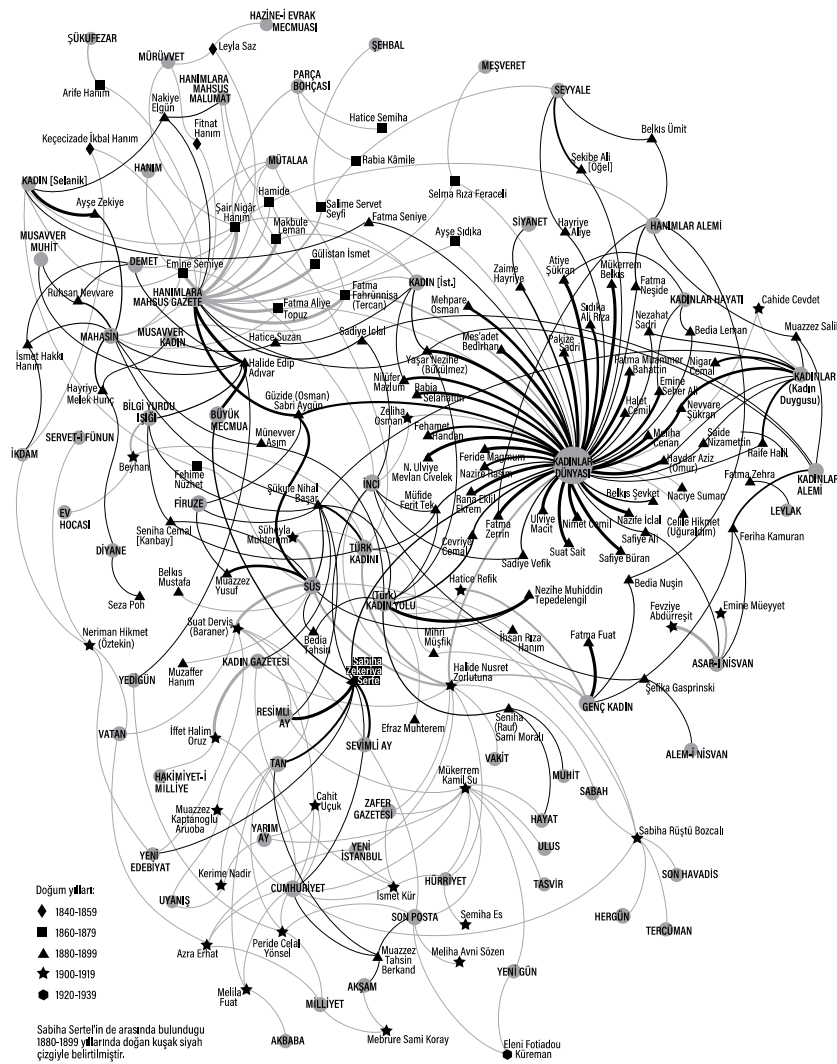 HAZİNE-İ EVRAK
MECMUASI
ŞÜKUFEZAR
Leyla Saz
ŞEHBAL
MÜRÜVVET
HANIMLARA
MAHSUS
MALUMAT
PARÇA
BOHÇASI
MEŞVERET
SEYYALE
Arife Hanım
Nakiye
Elgün
Fitnat
Hanım
Hatice Semiha
Belkıs Ümit
Keçecizade İkbal Hanım
Rabia Kâmile
Şekibe Ali
[Öğel]
KADIN [Selanik]
HANIM
MÜTALAA
Hamide
Selma Rıza Feraceli
Ayşe Zekiye
Şair Nigâr
Hanım
Makbule
Leman
Salime Servet
Seyfi
Fatma Seniye
Ayşe Sıdıka
SİYANET
Hayriye
Aliye
HANIMLAR ALEMİ
MUSAVVER
MUHİT
DEMET
Emine Semiye
Gülistan İsmet
Zaime
Hayriye
Atiye
Şükran
Mükerrem
Belkıs
Fatma
Neşide
Ruhsan Nevvare
HANIMLARA
MAHSUS GAZETE
Fatma Aliye
Topuz
Fatma
Fahrünnisa
(Tercan)
KADIN [İst.]
Mehpare
Osman
Sıdıka
Ali Rıza
KADINLAR HAYATI
Cahide Cevdet
MAHASİN
MUSAVVER
KADIN
Hatice Suzan
Sadiye İclal
Mes'adet
Bedirhan
Pakize
Sadri
Nezahat
Sadri
Bedia Leman
Muazzez Salih
İsmet Hakkı
Hanım
Halide Edip
Adıvar
Yaşar Nezihe
(Bükülmez)
Fatma Muammer
Bahattin
Nigar
Cemal
KADINLAR
(Kadın
Duygusu)
Hayriye
Melek Hunç
BİLGİ YURDU
IŞIĞI
BÜYÜK
MECMUA
Güzide (Osman)
Sabri Aygün
Nilüfer
Mazlum
Rabia
Selahattin
Halet
Cemil
Emine
Seher Ali
Nevvare
Şükran
Zeliha
Osman
SERVET-İ FÜNUN
Münevver
Asım
Fehamet
Handan
Meliha
Cenan
Saide
Nizamettin
İKDAM
Beyhan
Fehime
Nüzhet
N. Ulviye
Mevlan Civelek
Feride Magmum
Nazire Rasim
KADINLAR
DÜNYASI
Haydar Aziz
(Omur)
Raife Halil
EV
HOCASI
FİRUZE
Şükufe Nihal
Başar
İNCİ
Müfide
Ferit Tek
Rana Eklil
Ekrem
Fatma
Zerrin
Ulviye
Macit
Nimet Cemil
Belkıs Şevket
Nazife İclal
Naciye Suman
Fatma Zehra
KADINLAR
ALEMİ
LEYLAK
DİYANE
Seniha Cemal
[Kanbay]
Süheyla
Muhterem
TÜRK
KADINI
Cevriye
Cemal
Suat Sait
Safiye Ali
Celile Hikmet
(Uğuraldım)
Feriha Kamuran
Belkıs
Mustafa
Muazzez
Yusuf
SÜS
Sadiye Vefik
Safiye Büran
Seza Poh
Hatice Refik
Bedia Nuşin
(Türk)
KADIN YOLU
Nezihe Muhiddin
Tepedelengil
Fevziye
Abdürreşit
Emine Müeyyet
Suat Derviş
(Baraner)
Bedia
Tahsin
Mihri
Müşfik
İhsan Rıza
Hanım
Fatma Fuat
Neriman Hikmet
(Öztekin)
Muzaffer
Hanım
KADIN GAZETESİ
Sabiha
Zekeriya
Sertel
Halide Nusret
Zorlutuna
ASAR-I NİSVAN
YEDİGÜN
Şefika Gasprinski
GENÇ KADIN
VATAN
İffet Halim
Oruz
RESİMLİ
AY
Efraz Muhterem
Seniha
(Rauf)
Sami Moralı
TAN
SEVİMLİ AY
ALEM-İ NİSVAN
HAKİMİYET-İ
MİLLİYE
VAKİT
MUHİT
SABAH
Mükerrem
Kamil Su
Muazzez
Kaptanoğlu
Aruoba
Cahit
Uçuk
ZAFER
GAZETESİ
HAYAT
Sabiha Rüştü Bozcalı
YENİ
EDEBİYAT
YARIM
AY
YENİ
İSTANBUL
ULUS
Kerime Nadir
CUMHURİYET
İsmet Kür
HÜRRİYET
TASVİR
SON HAVADİS
UYANIŞ
SON POSTA
Semiha Es
HERGÜN
TERCÜMAN
Azra Erhat
Peride Celal
Yönsel
Muazzez
Tahsin
Berkand
Meliha Avni Sözen
YENİ GÜN
Melila
Fuat
AKŞAM
MİLLİYET
AKBABA
Mebrure Sami Koray
Eleni Fotiadou
Küreman
Doğum yılları:
1840-1859
1860-1879
1880-1899
1900-1919
1920-1939
Sabiha Sertel'in de arasında bulundugu
1880-1899 yıllarında doğan kuşak siyah
çizgiyle belirtilmiştir.